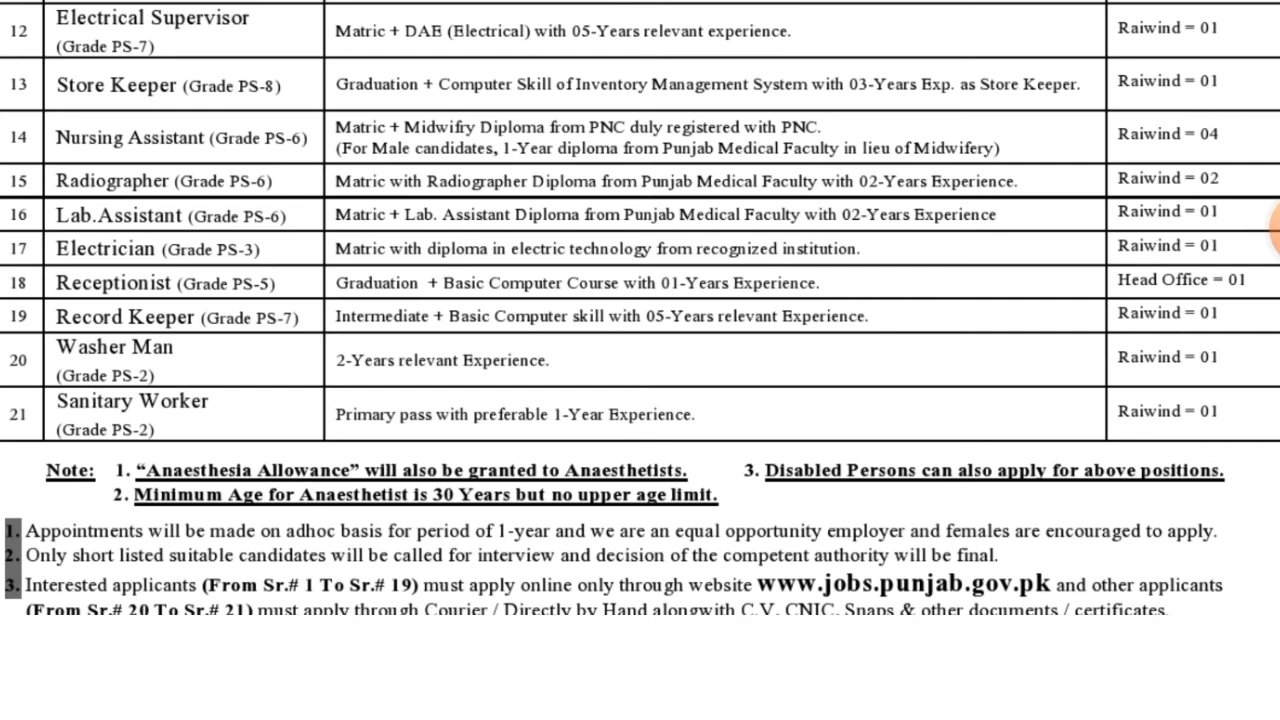 12 Electrical Supervisor (Grade PS-7) Matric + DAE (Electrical) with 05-Years relevant experience. Raiwind = 01
13 Store Keeper (Grade PS-8) Graduation + Computer Skill of Inventory Management System with 03-Years Exp. as Store Keeper. Raiwind = 01
14 Nursing Assistant (Grade PS-6) Matric + Midwifry Diploma from PNC duly registered with PNC. Raiwind = 04
(For Male candidates, 1-Year diploma from Punjab Medical Faculty in lieu of Midwifery)
15 Radiographer (Grade PS-6) Matric with Radiographer Diploma from Punjab Medical Faculty with 02-Years Experience. Raiwind = 02
16 Lab.Assistant (Grade PS-6) Matric + Lab. Assistant Diploma from Punjab Medical Faculty with 02-Years Experience Raiwind = 01
17 Electrician (Grade PS-3) Matric with diploma in electric technology from recognized institution. Raiwind = 01
18 Receptionist (Grade PS-5) Graduation + Basic Computer Course with 01-Years Experience. Head Office = 01
19 Record Keeper (Grade PS-7) Intermediate + Basic Computer skill with 05-Years relevant Experience. Raiwind = 01
20 Washer Man (Grade PS-2) 2-Years relevant Experience. Raiwind = 01
21 Sanitary Worker (Grade PS-2) Primary pass with preferable 1-Year Experience. Raiwind = 01
Note: 1. “Anaesthesia Allowance” will also be granted to Anaesthetists. 3. Disabled Persons can also apply for above positions.
2. Minimum Age for Anaesthetist is 30 Years but no upper age limit.
1. Appointments will be made on adhoc basis for period of 1-year and we are an equal opportunity employer and females are encouraged to apply.
2. Only short listed suitable candidates will be called for interview and decision of the competent authority will be final.
3. Interested applicants (From Sr.# 1 To Sr.# 19) must apply online only through website www.jobs.punjab.gov.pk and other applicants
(From Sr.# 20 To Sr.# 21) must apply through Courier / Directly by Hand alongwith C.V, CNIC, Snaps & other documents / certificates.